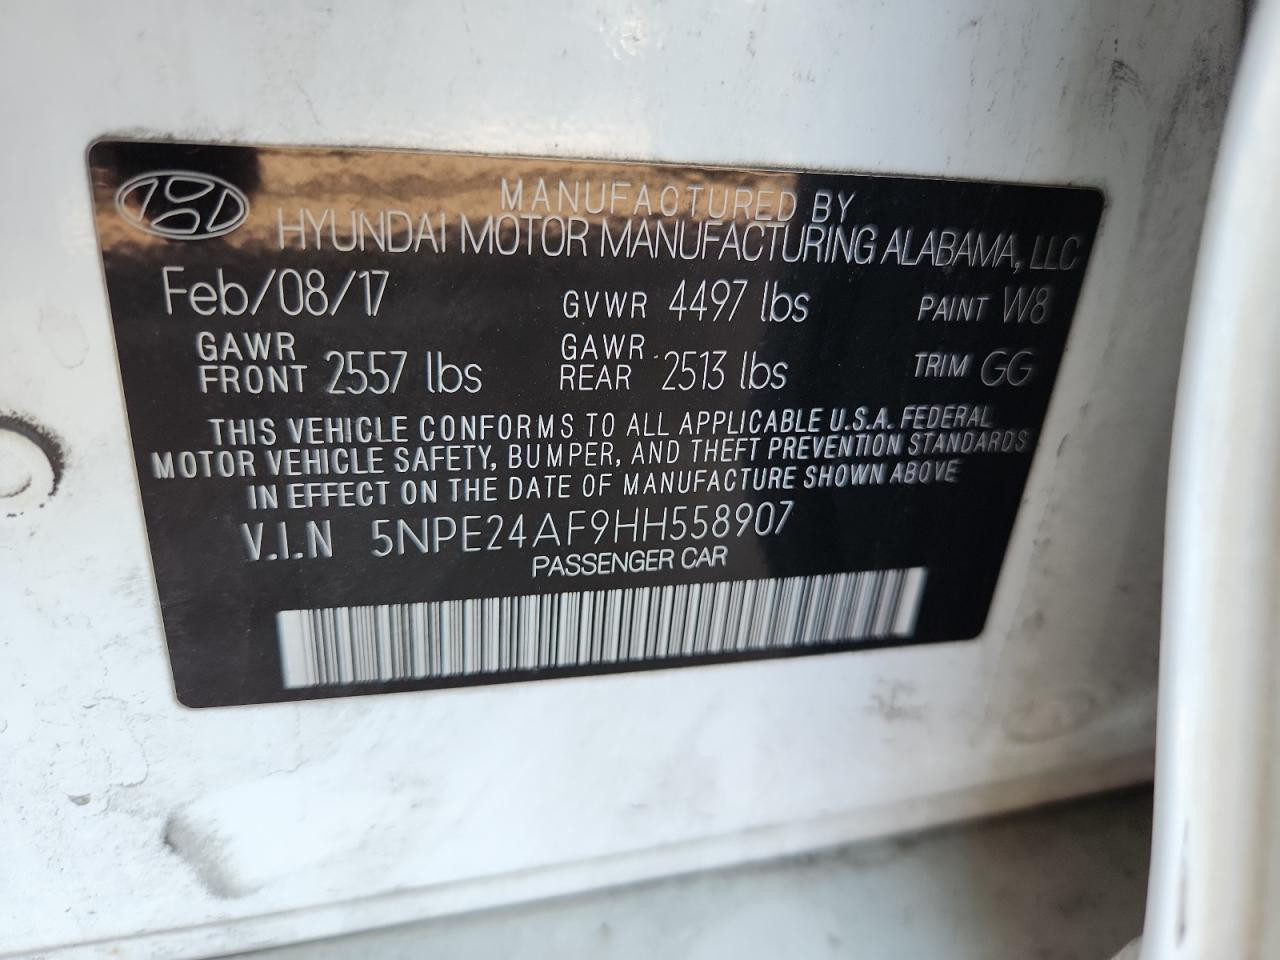 MANUFACTURED BY
HYUNDAI MOTOR MANUFACTURING ALABAMA, LLC
Feb/08/17 GVWR 4497 lbs PAINT W8
GAWR FRONT 2557 lbs GAWR REAR 2513 lbs TRIM GG
THIS VEHICLE CONFORMS TO ALL APPLICABLE U.S.A. FEDERAL
MOTOR VEHICLE SAFETY, BUMPER, AND THEFT PREVENTION STANDARDS
IN EFFECT ON THE DATE OF MANUFACTURE SHOWN ABOVE
V.I.N 5NPE24AF9HH558907
PASSENGER CAR